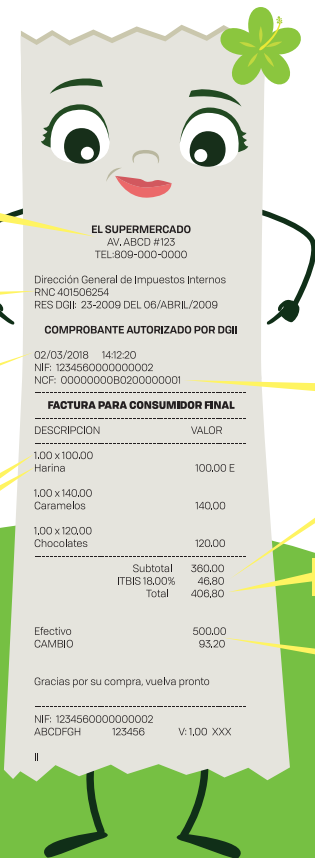 EL SUPERMERCADO
AV. ABCD #123
TEL:809-000-0000
Dirección General de Impuestos Internos
RNC 401506254
RES DGII: 23-2009 DEL 06/ABRIL/2009
COMPROBANTE AUTORIZADO POR DGII
02/03/2018 14:12:20
NIF: 1234560000000002
NCF: 00000000B0200000001
FACTURA PARA CONSUMIDOR FINAL
DESCRIPCION VALOR
1.00 x 100.00
Harina 100.00 E
1.00 x 140.00
Caramelos 140,00
1.00 x 120,00
Chocolates 120.00
Subtotal 360.00
ITBIS 18.00% 46.80
Total 406,80
Efectivo 500.00
CAMBIO 93,20
Gracias por su compra, vuelva pronto
NIF: 1234560000000002
ABCDFGH 123456 V: 1,00 XXX
II